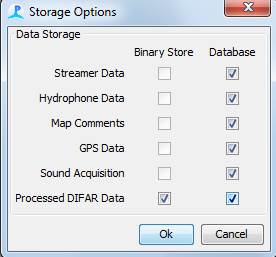 Storage Options
Data Storage
Binary Store Database
Streamer Data
Hydrophone Data
Map Comments
GPS Data
Sound Acquisition
Processed DIFAR Data
Ok Cancel